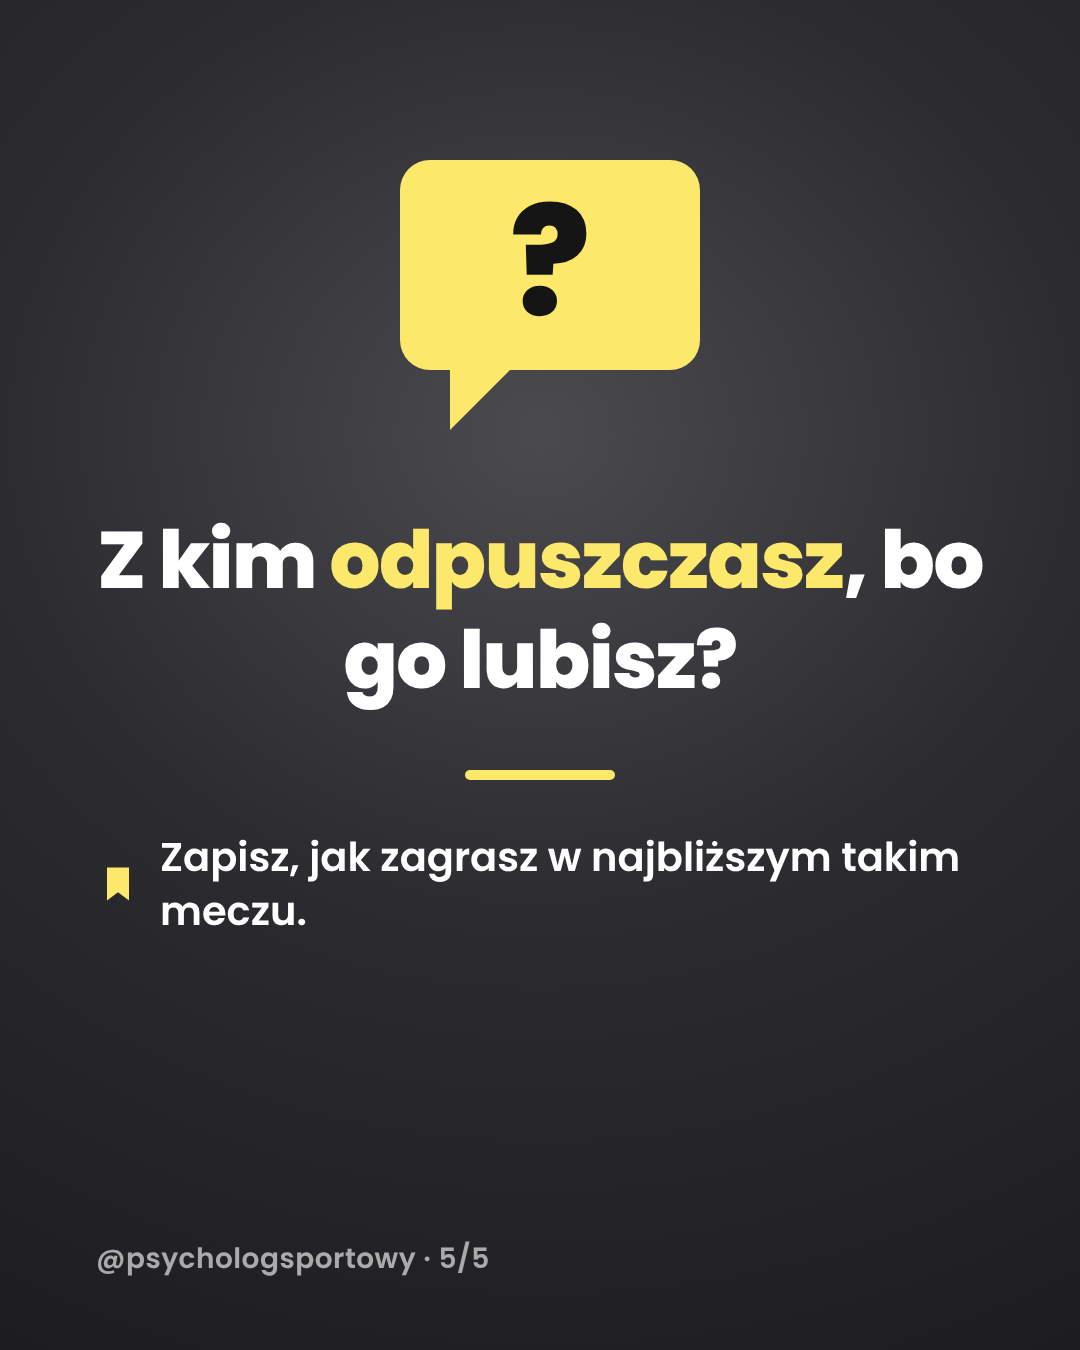 ?
Z kim odpuszczasz, bo
go lubisz?
Zapisz, jak zagrasz w najbliższym takim
meczu.
@psychologsportowy · 5/5